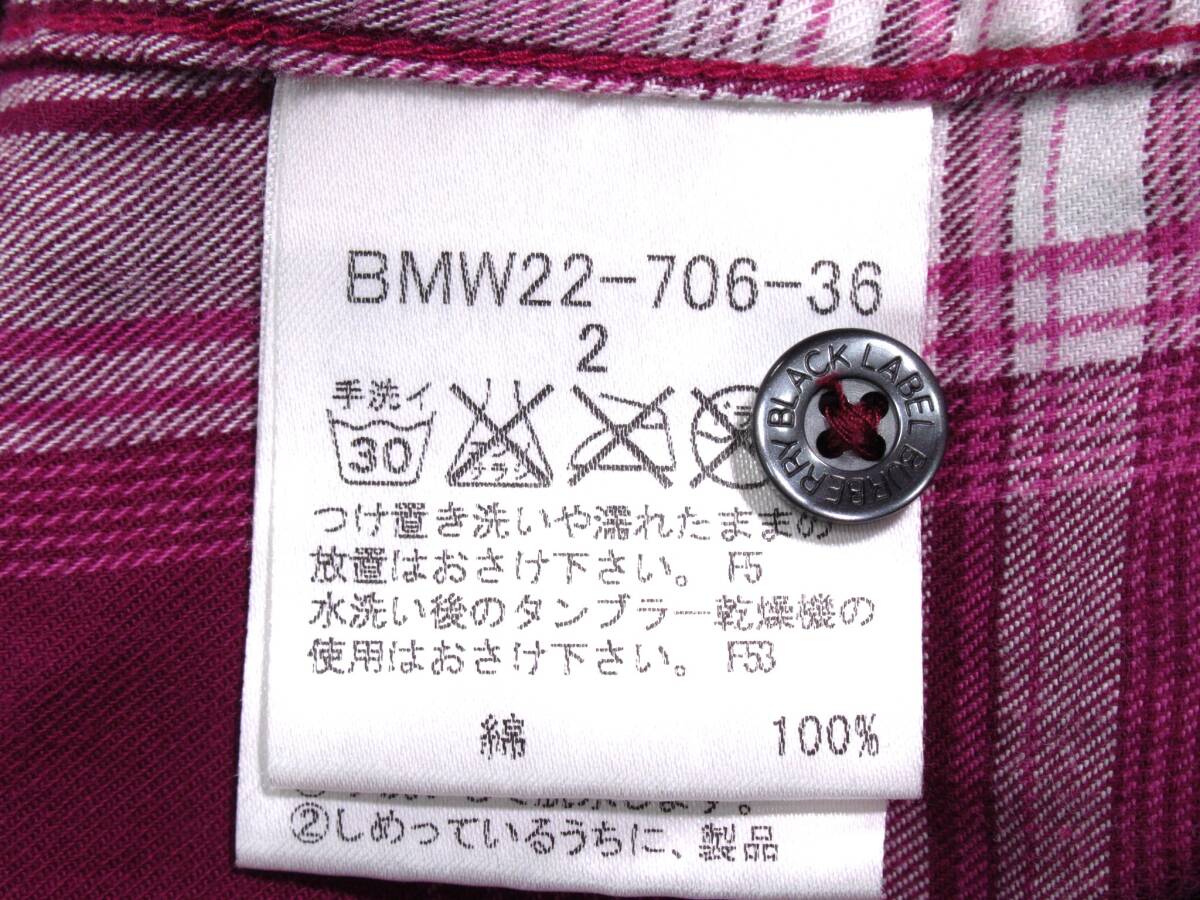 BMW22-706-36
2
手洗イ
30
つけ置き洗いや濡れたままの
放置はおさけ下さい。 F5
水洗い後のタンブラー乾燥機の
使用はおさけ下さい。 F53
綿 100%
②しめっているうちに、製品
BLACK LABEL BURBERRY